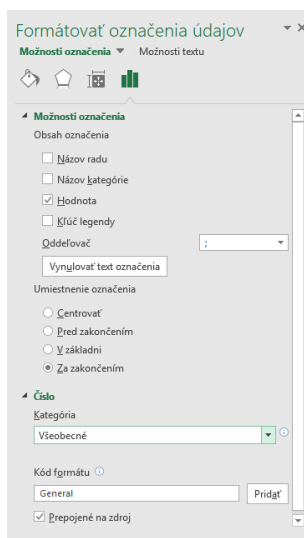 Formátovať označenia údajov
Možnosti označenia Možnosti textu
Možnosti označenia
Obsah označenia
Názov radu
Názov kategórie
Hodnota
Kľúč legendy
Oddeľovač ;
Vynulovať text označenia
Umiestnenie označenia
Centrovať
Pred zakončením
V základni
Za zakončením
Číslo
Kategória
Všeobecné
Kód formátu
General Pridať
Prepojené na zdroj